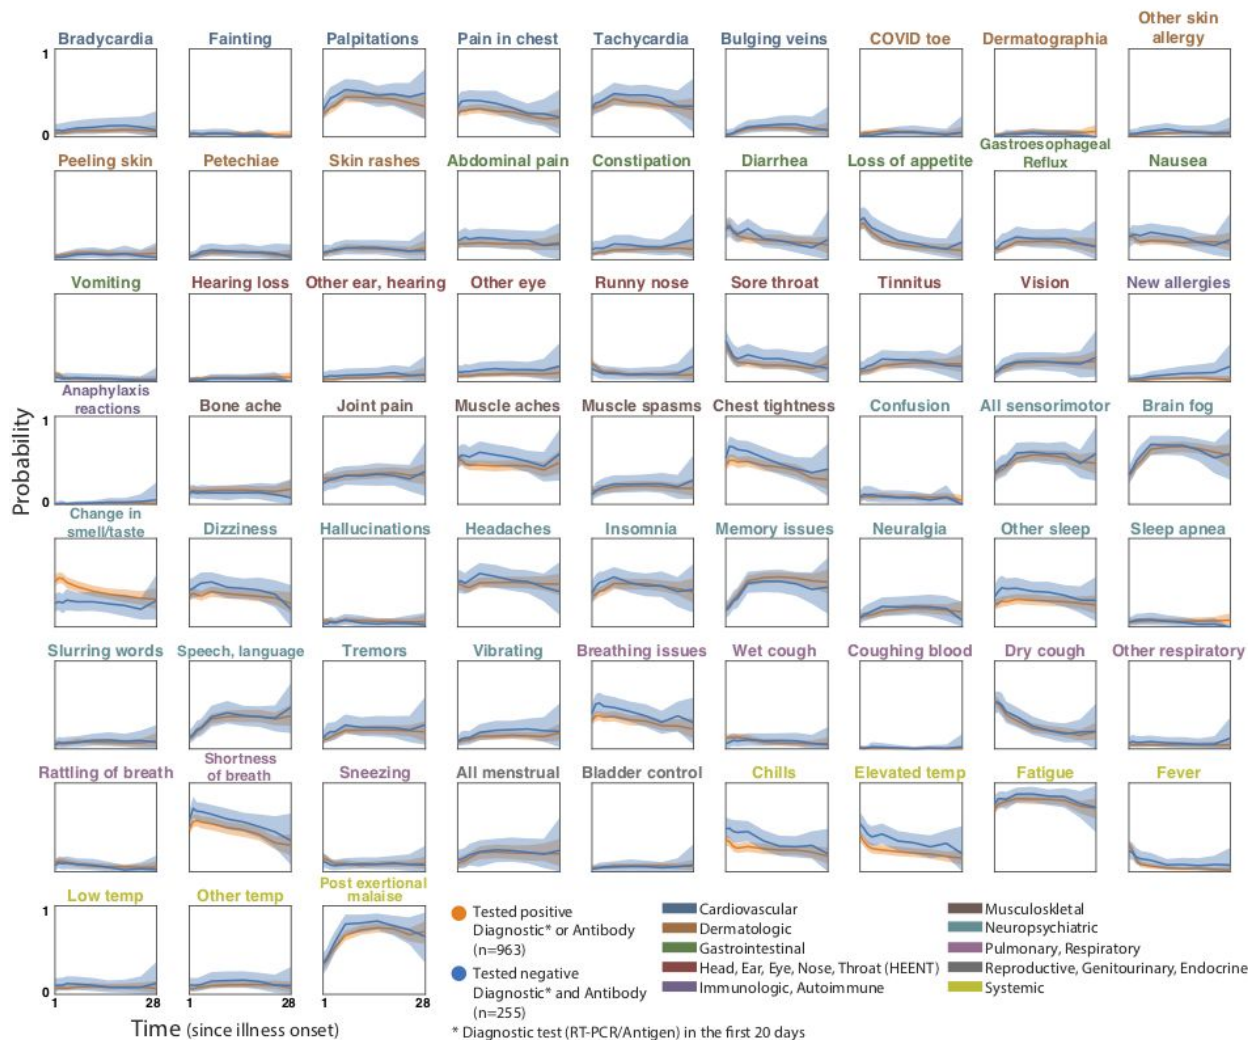 Other skin
allergy
Bradycardia Fainting Palpitations Pain in chest Tachycardia Bulging veins COVID toe Dermatographia
1
0
Peeling skin Petechiae Skin rashes Abdominal pain Constipation Diarrhea Loss of appetite Gastroesophageal Reflux Nausea
Vomiting Hearing loss Other ear, hearing Other eye Runny nose Sore throat Tinnitus Vision New allergies
Anaphylaxis
reactions
Bone ache Joint pain Muscle aches Muscle spasms Chest tightness Confusion All sensorimotor Brain fog
1
0
Probability
Change in
smell/taste
Dizziness Hallucinations Headaches Insomnia Memory issues Neuralgia Other sleep Sleep apnea
Slurring words Speech, language Tremors Vibrating Breathing issues Wet cough Coughing blood Dry cough Other respiratory
Rattling of breath
Shortness
of breath
Sneezing All menstrual Bladder control Chills Elevated temp Fatigue Fever
Low temp Other temp
Post exertional
malaise
1
0
1 28 1 28 1 28
Time (since illness onset)
Tested positive
Diagnostic* or Antibody
(n=963)
Tested negative
Diagnostic* and Antibody
(n=255)
* Diagnostic test (RT-PCR/Antigen) in the first 20 days
Cardiovascular
Dermatologic
Gastrointestinal
Head, Ear, Eye, Nose, Throat (HEENT)
Immunologic, Autoimmune
Musculoskletal
Neuropsychiatric
Pulmonary, Respiratory
Reproductive, Genitourinary, Endocrine
Systemic